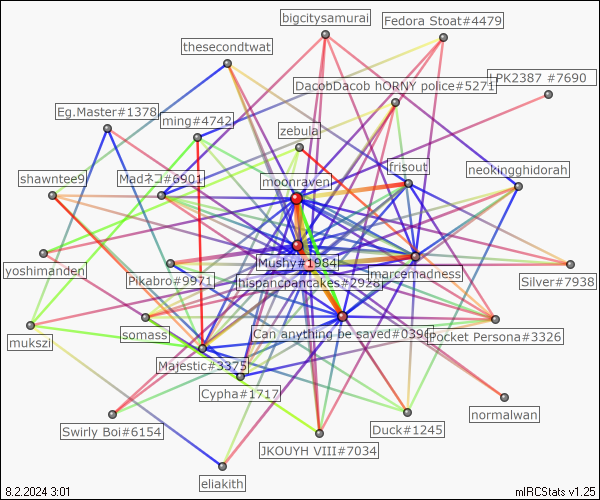 bigcitysamurai
Fedora Stoat#4479
thesecondtwat
DacobDacob hORNY police#5271
LPK2387 #7690
Eg.Master#1378
ming#4742
zebula
frisout
neokingghidorah
shawntee9
Madネコ#6901
moonraven
yoshimanden
Pikabro#9971
Mushy#1984
marcermadness
Silver#7938
hispancpancakes#2928
mukszi
somass
Can anything be saved#0396
Pocket Persona#3326
Majestic#3375
Cypha#1717
normalwan
Swirly Boi#6154
JKOUYH VIII#7034
Duck#1245
eliakith
8.2.2024 3:01
mIRCStats v1.25